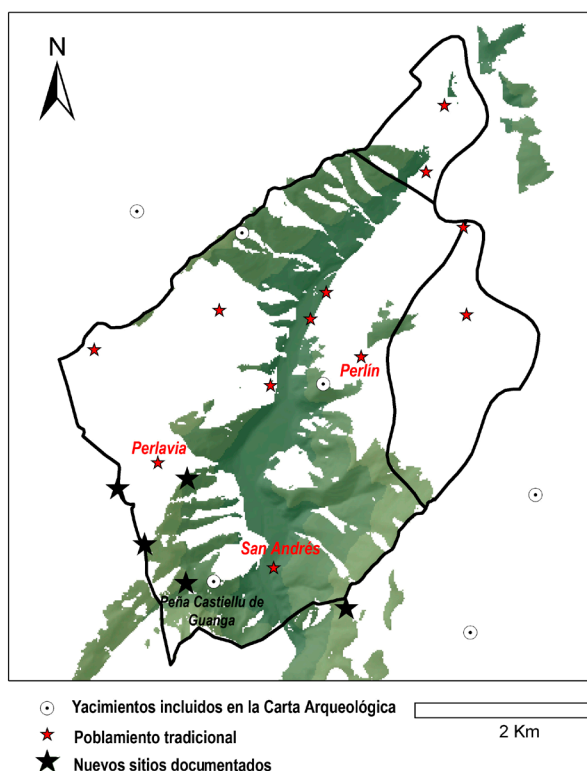 N
Perlín
Perlavia
San Andres
Peña Castiellu de
Guanga
Yacimientos incluidos en la Carta Arqueológica
Poblamiento tradicional
2 Km
Nuevos sitios documentados